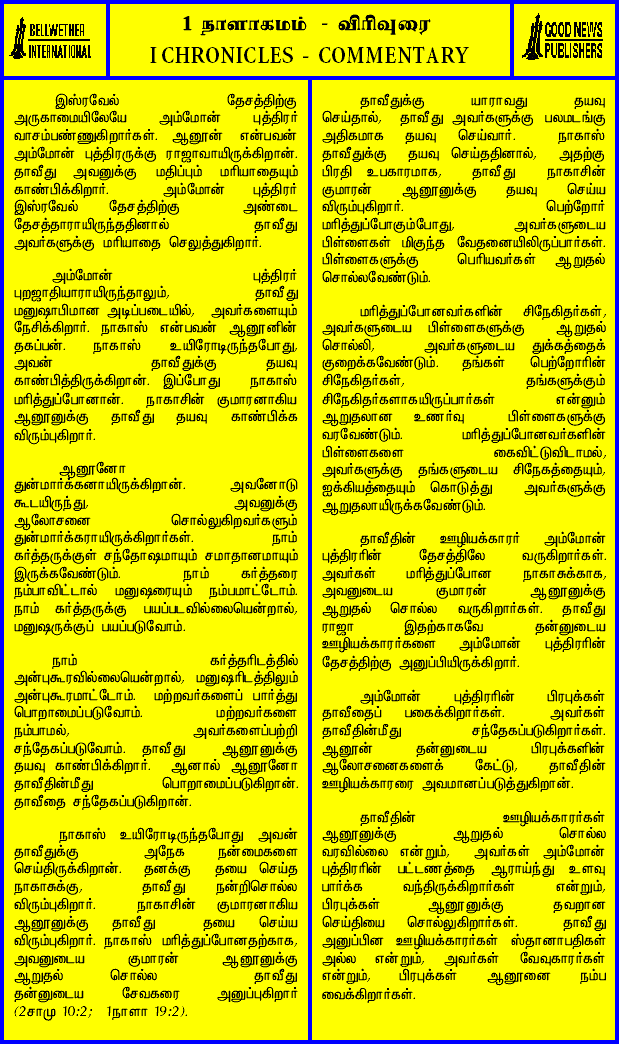 BELLWETHER
INTERNATIONAL
1 நாளாகமம் - விரிவுரை
I CHRONICLES - COMMENTARY
GOOD NEWS
PUBLISHERS
இஸ்ரவேல் தேசத்திற்கு
அருகாமையிலேயே அம்மோன் புத்திரர்
வாசம்பண்ணுகிறார்கள். ஆனூன் என்பவன்
அம்மோன் புத்திரருக்கு ராஜாவாயிருக்கிறான்.
தாவீது அவனுக்கு மதிப்பும் மரியாதையும்
காண்பிக்கிறார். அம்மோன் புத்திரர்
இஸ்ரவேல் தேசத்திற்கு அண்டை
தேசத்தாராயிருந்ததினால் தாவீது
அவர்களுக்கு மரியாதை செலுத்துகிறார்.
அம்மோன் புத்திரர்
புறஜாதியாராயிருந்தாலும், தாவீது
மனுஷாபிமான அடிப்படையில், அவர்களையும்
நேசிக்கிறார். நாகாஸ் என்பவன் ஆனூனின்
தகப்பன். நாகாஸ் உயிரோடிருந்தபோது,
அவன் தாவீதுக்கு தயவு
காண்பித்திருக்கிறான். இப்போது நாகாஸ்
மரித்துப்போனான். நாகாசின் குமாரனாகிய
ஆனூனுக்கு தாவீது தயவு காண்பிக்க
விரும்புகிறார்.
ஆனூனோ
துன்மார்க்கனாயிருக்கிறான். அவனோடு
கூடயிருந்து, அவனுக்கு
ஆலோசனை சொல்லுகிறவர்களும்
துன்மார்க்கராயிருக்கிறார்கள். நாம்
கர்த்தருக்குள் சந்தோஷமாயும் சமாதானமாயும்
இருக்கவேண்டும். நாம் கர்த்தரை
நம்பாவிட்டால் மனுஷரையும் நம்பமாட்டோம்.
நாம் கர்த்தருக்கு பயப்படவில்லையென்றால்,
மனுஷருக்குப் பயப்படுவோம்.
நாம் கர்த்தரிடத்தில்
அன்புகூரவில்லையென்றால், மனுஷரிடத்திலும்
அன்புகூரமாட்டோம். மற்றவர்களைப் பார்த்து
பொறாமைப்படுவோம். மற்றவர்களை
நம்பாமல், அவர்களைப்பற்றி
சந்தேகப்படுவோம். தாவீது ஆனூனுக்கு
தயவு காண்பிக்கிறார். ஆனால் ஆனூனோ
தாவீதின்மீது பொறாமைப்படுகிறான்.
தாவீதை சந்தேகப்படுகிறான்.
நாகாஸ் உயிரோடிருந்தபோது அவன்
தாவீதுக்கு அநேக நன்மைகளை
செய்திருக்கிறான். தனக்கு தயை செய்த
நாகாசுக்கு, தாவீது நன்றிசொல்ல
விரும்புகிறார். நாகாசின் குமாரனாகிய
ஆனூனுக்கு தாவீது தயை செய்ய
விரும்புகிறார். நாகாஸ் மரித்துப்போனதற்காக,
அவனுடைய குமாரன் ஆனூனுக்கு
ஆறுதல் சொல்ல தாவீது
தன்னுடைய சேவகரை அனுப்புகிறார்
(2சாமு 10:2; 1நாளா 19:2).
தாவீதுக்கு யாராவது தயவு
செய்தால், தாவீது அவர்களுக்கு பலமடங்கு
அதிகமாக தயவு செய்வார். நாகாஸ்
தாவீதுக்கு தயவு செய்ததினால், அதற்கு
பிரதி உபகாரமாக, தாவீது நாகாசின்
குமாரன் ஆனூனுக்கு தயவு செய்ய
விரும்புகிறார். பெற்றோர்
மரித்துப்போகும்போது, அவர்களுடைய
பிள்ளைகள் மிகுந்த வேதனையிலிருப்பார்கள்.
பிள்ளைகளுக்கு பெரியவர்கள் ஆறுதல்
சொல்லவேண்டும்.
மரித்துப்போனவர்களின் சிநேகிதர்கள்,
அவர்களுடைய பிள்ளைகளுக்கு ஆறுதல்
சொல்லி, அவர்களுடைய துக்கத்தைக்
குறைக்கவேண்டும். தங்கள் பெற்றோரின்
சிநேகிதர்கள், தங்களுக்கும்
சிநேகிதர்களாகயிருப்பார்கள் என்னும்
ஆறுதலான உணர்வு பிள்ளைகளுக்கு
வரவேண்டும். மரித்துப்போனவர்களின்
பிள்ளைகளை கைவிட்டுவிடாமல்,
அவர்களுக்கு தங்களுடைய சிநேகத்தையும்,
ஐக்கியத்தையும் கொடுத்து அவர்களுக்கு
ஆறுதலாயிருக்கவேண்டும்.
தாவீதின் ஊழியக்காரர் அம்மோன்
புத்திரரின் தேசத்திலே வருகிறார்கள்.
அவர்கள் மரித்துப்போன நாகாசுக்காக,
அவனுடைய குமாரன் ஆனூனுக்கு
ஆறுதல் சொல்ல வருகிறார்கள். தாவீது
ராஜா இதற்காகவே தன்னுடைய
ஊழியக்காரர்களை அம்மோன் புத்திரரின்
தேசத்திற்கு அனுப்பியிருக்கிறார்.
அம்மோன் புத்திரரின் பிரபுக்கள்
தாவீதைப் பகைக்கிறார்கள். அவர்கள்
தாவீதின்மீது சந்தேகப்படுகிறார்கள்.
ஆனூன் தன்னுடைய பிரபுக்களின்
ஆலோசனைகளைக் கேட்டு, தாவீதின்
ஊழியக்காரரை அவமானப்படுத்துகிறான்.
தாவீதின் ஊழியக்காரர்கள்
ஆனூனுக்கு ஆறுதல் சொல்ல
வரவில்லை என்றும், அவர்கள் அம்மோன்
புத்திரரின் பட்டணத்தை ஆராய்ந்து உளவு
பார்க்க வந்திருக்கிறார்கள் என்றும்,
பிரபுக்கள் ஆனூனுக்கு தவறான
செய்தியை சொல்லுகிறார்கள். தாவீது
அனுப்பின ஊழியக்காரர்கள் ஸ்தானாபதிகள்
அல்ல என்றும், அவர்கள் வேவுகாரர்கள்
என்றும், பிரபுக்கள் ஆனூனை நம்ப
வைக்கிறார்கள்.